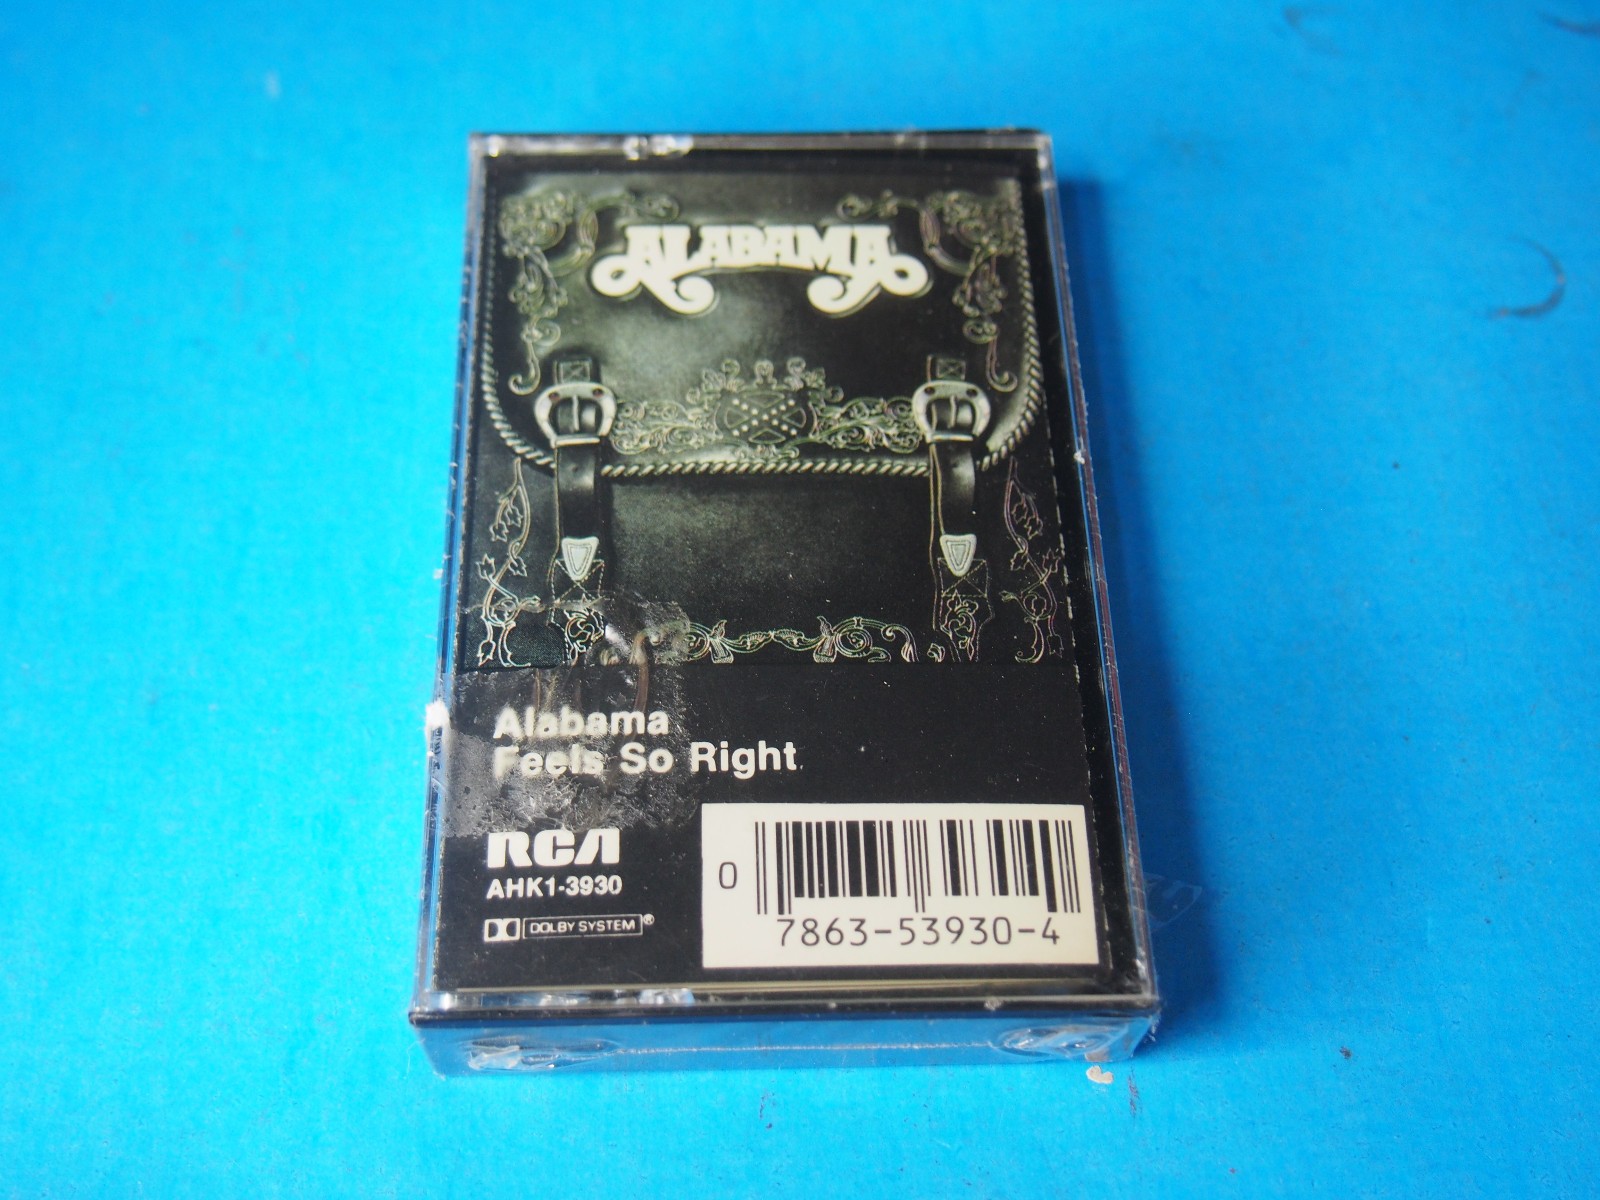 ALABAMA
Alabama
Feels So Right
RCA
AHK1-3930
DOLBY SYSTEM®
0 7863-53930-4